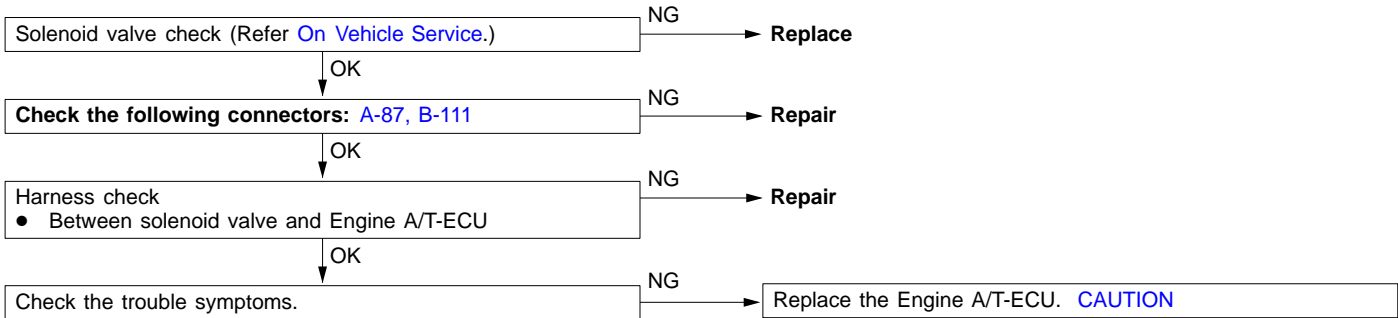 NG
Solenoid valve check (Refer On Vehicle Service.)
Replace
OK
NG
Check the following connectors: A-87, B-111
Repair
OK
NG
Harness check
Repair
● Between solenoid valve and Engine A/T-ECU
OK
NG
Check the trouble symptoms.
Replace the Engine A/T-ECU. CAUTION